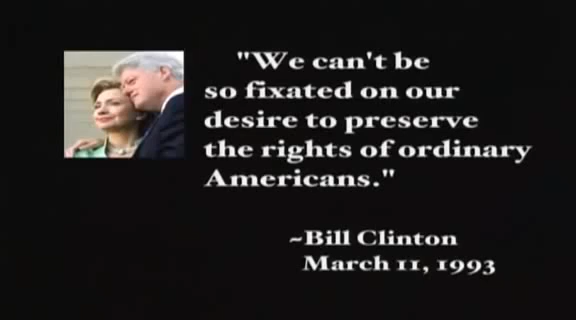 "We can't be
so fixated on our
desire to preserve
the rights of ordinary
Americans."
~Bill Clinton
March 11, 1993